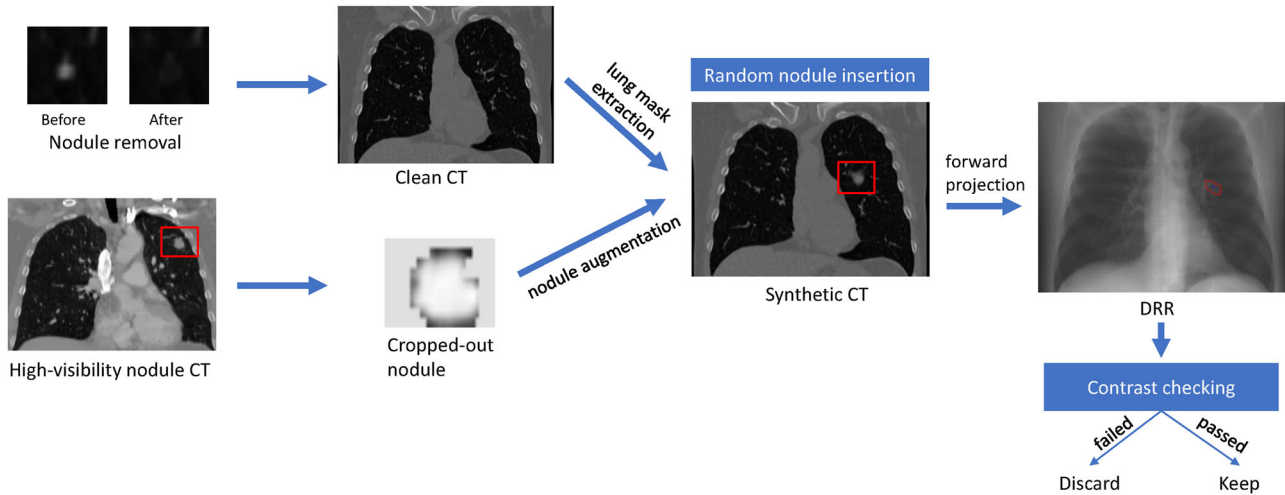 Before
After
Nodule removal
Clean CT
lung mask
extraction
High-visibility nodule CT
Cropped-out
nodule
nodule augmentation
Random nodule insertion
Synthetic CT
forward
projection
DRR
Contrast checking
failed
passed
Discard
Keep